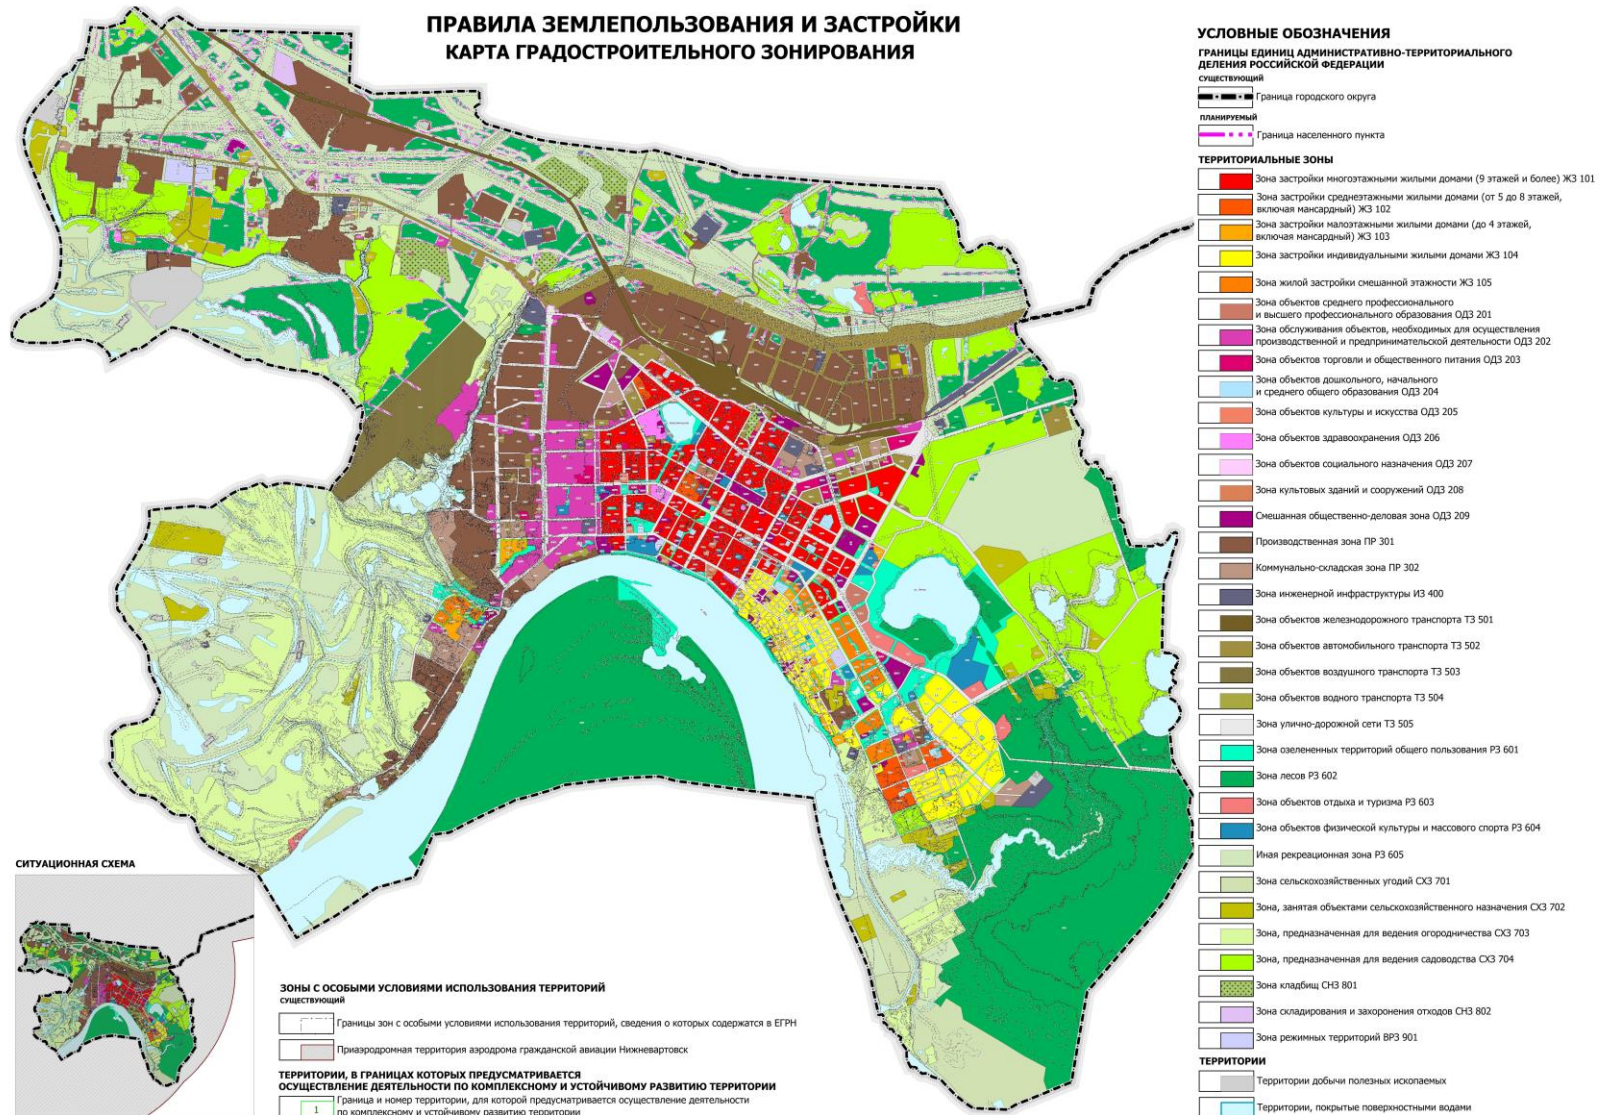 ПРАВИЛА ЗЕМЛЕПОЛЬЗОВАНИЯ И ЗАСТРОЙКИ
КАРТА ГРАДОСТРОИТЕЛЬНОГО ЗОНИРОВАНИЯ
УСЛОВНЫЕ ОБОЗНАЧЕНИЯ
ГРАНИЦЫ ЕДИНИЦ АДМИНИСТРАТИВНО-ТЕРРИТОРИАЛЬНОГО
ДЕЛЕНИЯ РОССИЙСКОЙ ФЕДЕРАЦИИ
СУЩЕСТВУЮЩИЙ
Граница городского округа
ПЛАНИРУЕМЫЙ
Граница населенного пункта
ТЕРРИТОРИАЛЬНЫЕ ЗОНЫ
Зона застройки многоэтажными жилыми домами (9 этажей и более) ЖЗ 101
Зона застройки среднеэтажными жилыми домами (от 5 до 8 этажей,
включая мансардный) ЖЗ 102
Зона застройки малоэтажными жилыми домами (до 4 этажей,
включая мансардный) ЖЗ 103
Зона застройки индивидуальными жилыми домами ЖЗ 104
Зона жилой застройки смешанной этажности ЖЗ 105
Зона объектов среднего профессионального
и высшего профессионального образования ОДЗ 201
Зона обслуживания объектов, необходимых для осуществления
производственной и предпринимательской деятельности ОДЗ 202
Зона объектов торговли и общественного питания ОДЗ 203
Зона объектов дошкольного, начального
и среднего общего образования ОДЗ 204
Зона объектов культуры и искусства ОДЗ 205
Зона объектов здравоохранения ОДЗ 206
Зона объектов социального назначения ОДЗ 207
Зона культовых зданий и сооружений ОДЗ 208
Смешанная общественно-деловая зона ОДЗ 209
Производственная зона ПР 301
Коммунально-складская зона ПР 302
Зона инженерной инфраструктуры ИЗ 400
Зона объектов железнодорожного транспорта ТЗ 501
Зона объектов автомобильного транспорта ТЗ 502
Зона объектов воздушного транспорта ТЗ 503
Зона объектов водного транспорта ТЗ 504
Зона улично-дорожной сети ТЗ 505
Зона озелененных территорий общего пользования РЗ 601
Зона лесов РЗ 602
Зона объектов отдыха и туризма РЗ 603
Зона объектов физической культуры и массового спорта РЗ 604
Иная рекреационная зона РЗ 605
Зона сельскохозяйственных угодий СХЗ 701
Зона, занятая объектами сельскохозяйственного назначения СХЗ 702
Зона, предназначенная для ведения огородничества СХЗ 703
Зона, предназначенная для ведения садоводства СХЗ 704
Зона кладбищ СНЗ 801
Зона складирования и захоронения отходов СНЗ 802
Зона режимных территорий ВРЗ 901
ТЕРРИТОРИИ
Территории добычи полезных ископаемых
Территории, покрытые поверхностными водами
СИТУАЦИОННАЯ СХЕМА
ЗОНЫ С ОСОБЫМИ УСЛОВИЯМИ ИСПОЛЬЗОВАНИЯ ТЕРРИТОРИЙ
СУЩЕСТВУЮЩИЙ
Границы зон с особыми условиями использования территорий, сведения о которых содержатся в ЕГРН
Приаэродромная территория аэродрома гражданской авиации Нижневартовск
ТЕРРИТОРИИ, В ГРАНИЦАХ КОТОРЫХ ПРЕДУСМАТРИВАЕТСЯ
ОСУЩЕСТВЛЕНИЕ ДЕЯТЕЛЬНОСТИ ПО КОМПЛЕКСНОМУ И УСТОЙЧИВОМУ РАЗВИТИЮ ТЕРРИТОРИИ
1
Граница и номер территории, для которой предусматривается осуществление деятельности
по комплексному и устойчивому развитию территории